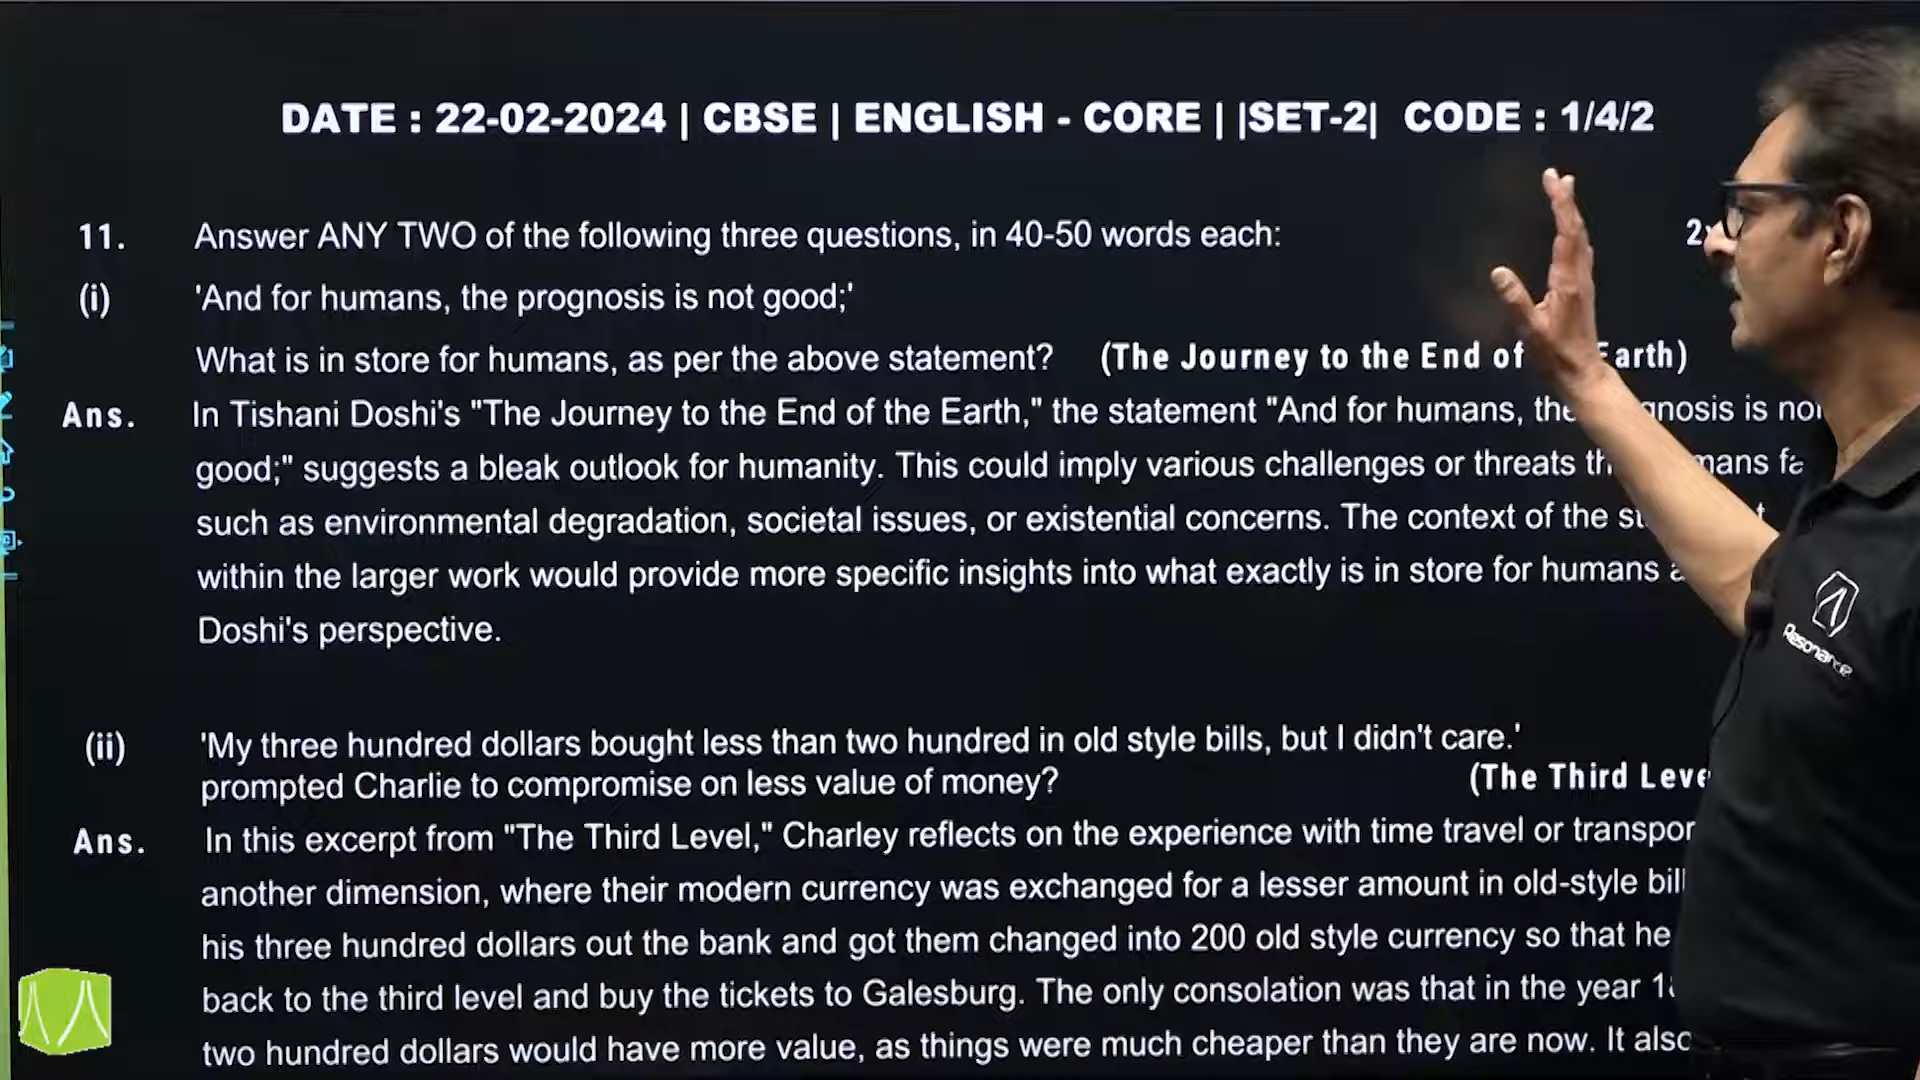 DATE : 22-02-2024 | CBSE | ENGLISH - CORE | |SET-2| CODE : 1/4/2
11. Answer ANY TWO of the following three questions, in 40-50 words each:
(i) 'And for humans, the prognosis is not good;'
What is in store for humans, as per the above statement? (The Journey to the End of Earth)
Ans. In Tishani Doshi's "The Journey to the End of the Earth," the statement "And for humans, the is
good;" suggests a bleak outlook for humanity. This could imply various challenges or threats
such as environmental degradation, societal issues, or existential concerns. The context of the
within the larger work would provide more specific insights into what exactly is in store for humans
Doshi's perspective.
(ii) 'My three hundred dollars bought less than two hundred in old style bills, but I didn't care.'
prompted Charlie to compromise on less value of money? (The Third
Ans. In this excerpt from "The Third Level," Charley reflects on the experience with time travel or
another dimension, where their modern currency was exchanged for a lesser amount in old-style
his three hundred dollars out the bank and got them changed into 200 old style currency so that he
back to the third level and buy the tickets to Galesburg. The only consolation was that in the year
two hundred dollars would have more value, as things were much cheaper than they are now. It
Resonance